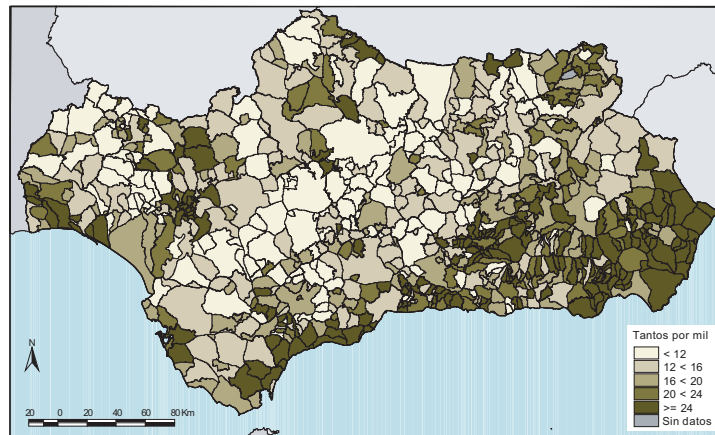 N
20 0 20 40 60 80 Km
Tantos por mil
< 12
12 < 16
16 < 20
20 < 24
>= 24
Sin datos